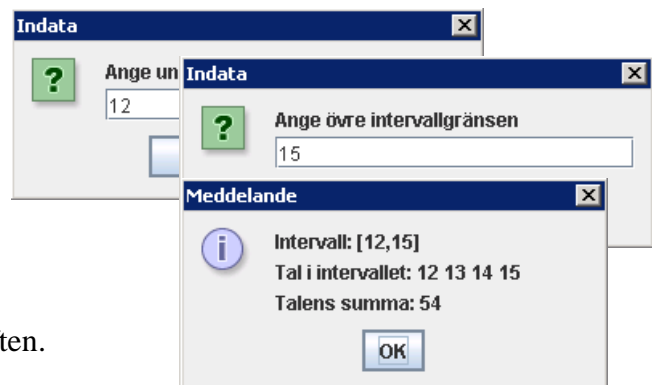 Indata
Ange un
12
Indata
Ange övre intervallgränsen
15
Meddelande
Intervall: [12,15]
Tal i intervallet: 12 13 14 15
Talens summa: 54
OK
ten.